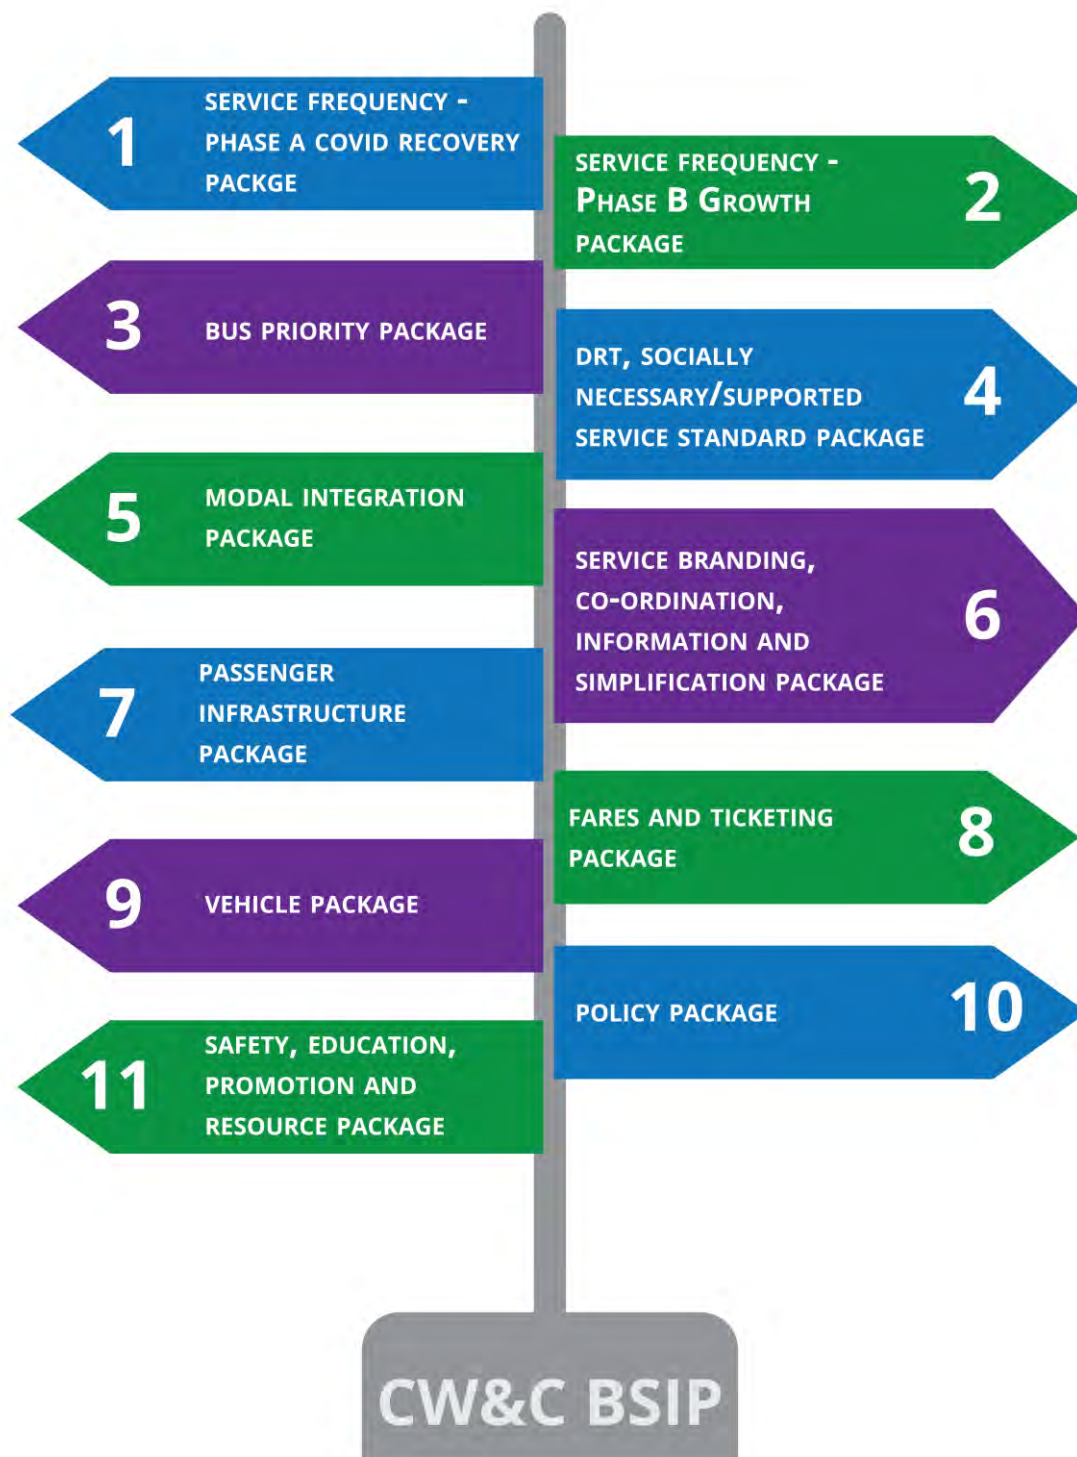 1
SERVICE FREQUENCY -
PHASE A COVID RECOVERY
PACKGE
SERVICE FREQUENCY -
PHASE B GROWTH
PACKAGE
2
3
BUS PRIORITY PACKAGE
DRT, SOCIALLY
NECESSARY/SUPPORTED
SERVICE STANDARD PACKAGE
4
5
MODAL INTEGRATION
PACKAGE
SERVICE BRANDING,
CO-ORDINATION,
INFORMATION AND
SIMPLIFICATION PACKAGE
6
7
PASSENGER
INFRASTRUCTURE
PACKAGE
FARES AND TICKETING
PACKAGE
8
9
VEHICLE PACKAGE
POLICY PACKAGE
10
11
SAFETY, EDUCATION,
PROMOTION AND
RESOURCE PACKAGE
CW&C BSIP